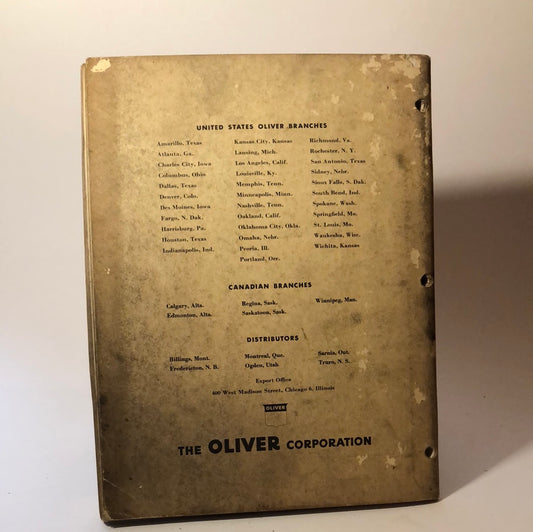 UNITED STATES OLIVER BRANCHES
Amarillo, Texas
Atlanta, Ga.
Charles City, Iowa
Columbus, Ohio
Dallas, Texas
Denver, Colo.
Des Moines, Iowa
Fargo, N. Dak.
Harrisburg, Pa.
Houston, Texas
Indianapolis, Ind.
Kansas City, Kansas
Lansing, Mich.
Los Angeles, Calif.
Louisville, Ky.
Memphis, Tenn.
Minneapolis, Minn.
Nashville, Tenn.
Oakland, Calif.
Oklahoma City, Okla.
Omaha, Nebr.
Peoria, Ill.
Portland, Ore.
Richmond, Va.
Rochester, N. Y.
San Antonio, Texas
Sidney, Nebr.
Sioux Falls, S. Dak.
South Bend, Ind.
Spokane, Wash.
Springfield, Mo.
St. Louis, Mo.
Waukesha, Wisc.
Wichita, Kansas
CANADIAN BRANCHES
Calgary, Alta.
Edmonton, Alta.
Regina, Sask.
Saskatoon, Sask.
Winnipeg, Man.
DISTRIBUTORS
Billings, Mont.
Fredericton, N. B.
Montreal, Que.
Ogden, Utah
Sarnia, Ont.
Truro, N. S.
Export Office
400 West Madison Street, Chicago 6, Illinois
OLIVER
THE OLIVER CORPORATION